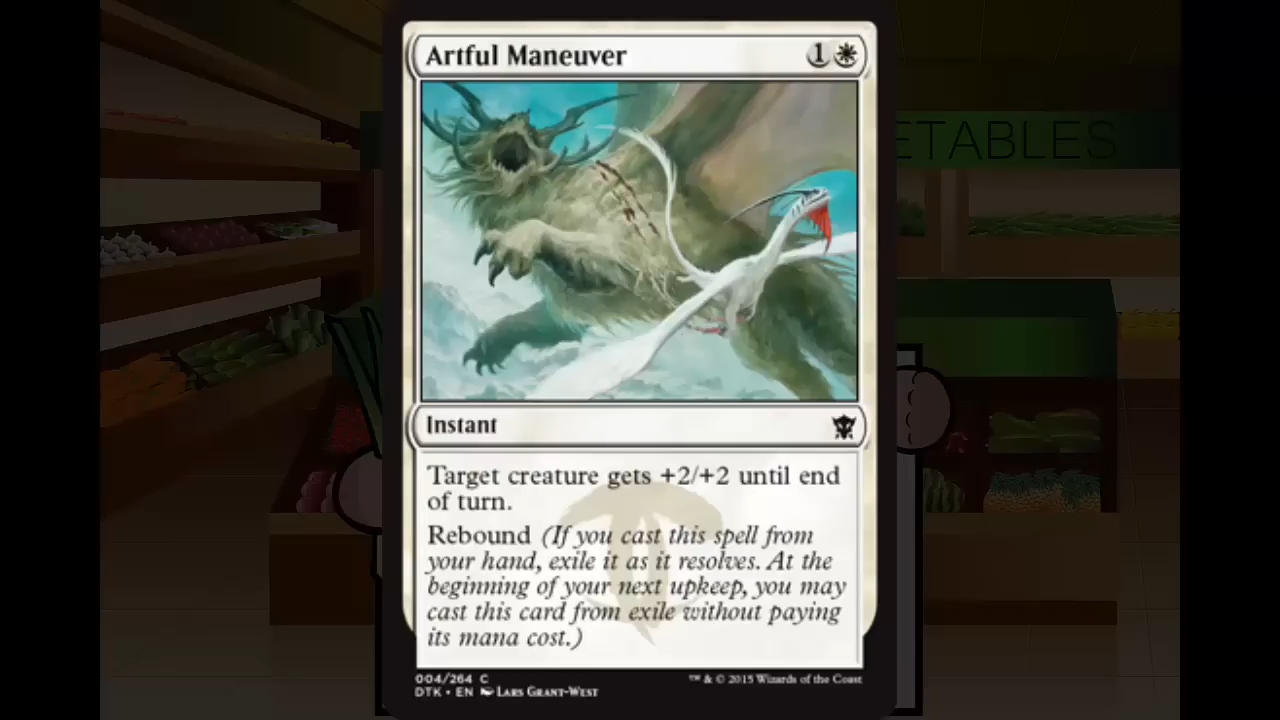 Artful Maneuver 1
ETABLES
Instant
Target creature gets +2/+2 until end
of turn.
Rebound (If you cast this spell from
your hand, exile it as it resolves. At the
beginning of your next upkeep, you may
cast this card from exile without paying
its mana cost.)
004/264 C
DTK • EN Lars Grant-West
™ & © 2015 Wizards of the Coast